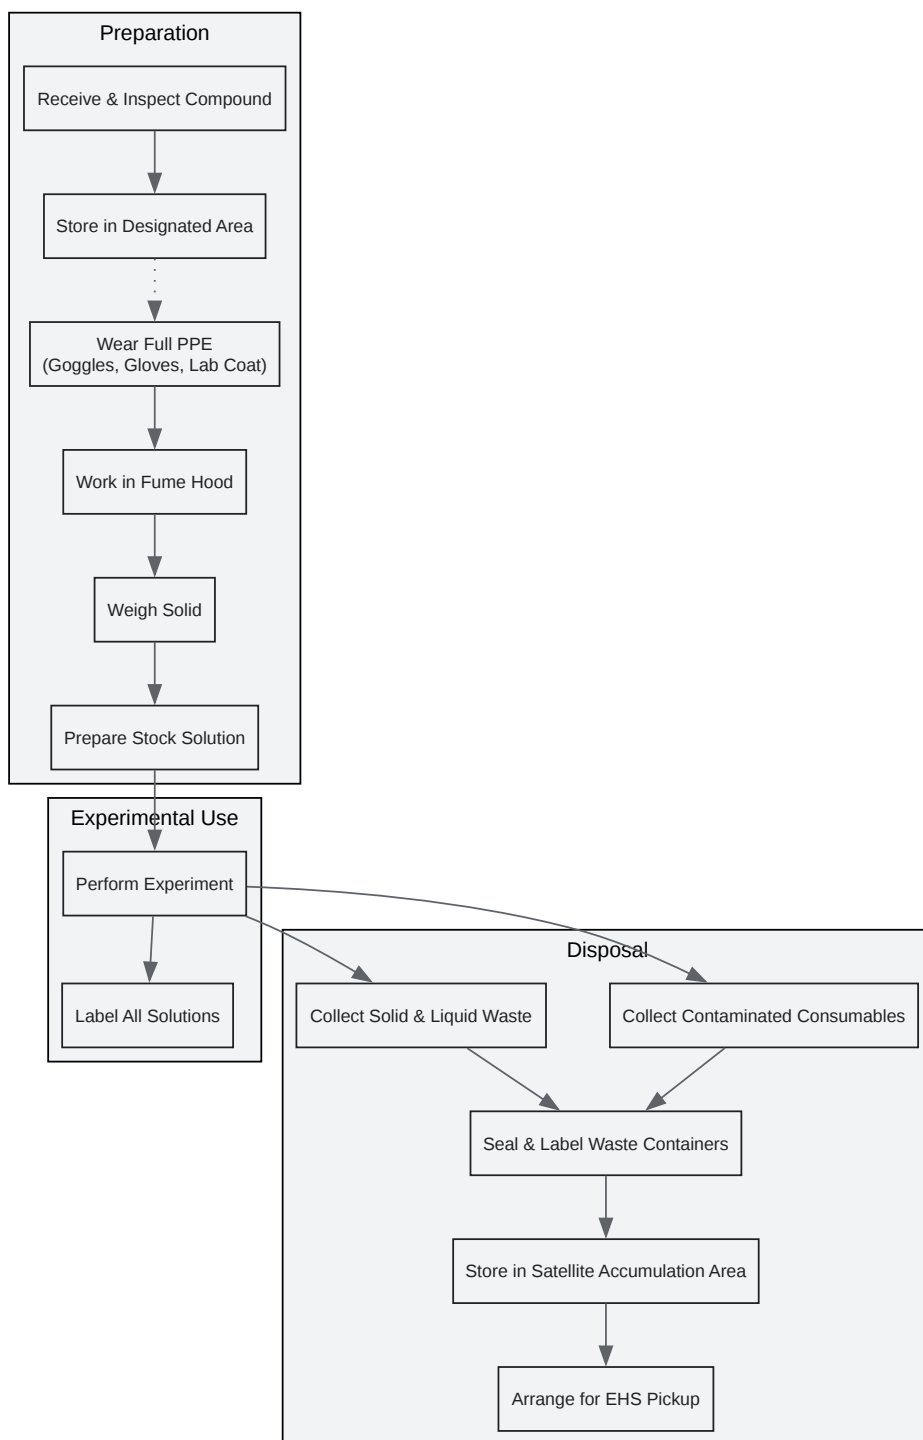 Preparation
Receive & Inspect Compound
Store in Designated Area
Wear Full PPE
(Goggles, Gloves, Lab Coat)
Work in Fume Hood
Weigh Solid
Prepare Stock Solution
Experimental Use
Perform Experiment
Label All Solutions
Disposal
Collect Solid & Liquid Waste
Collect Contaminated Consumables
Seal & Label Waste Containers
Store in Satellite Accumulation Area
Arrange for EHS Pickup